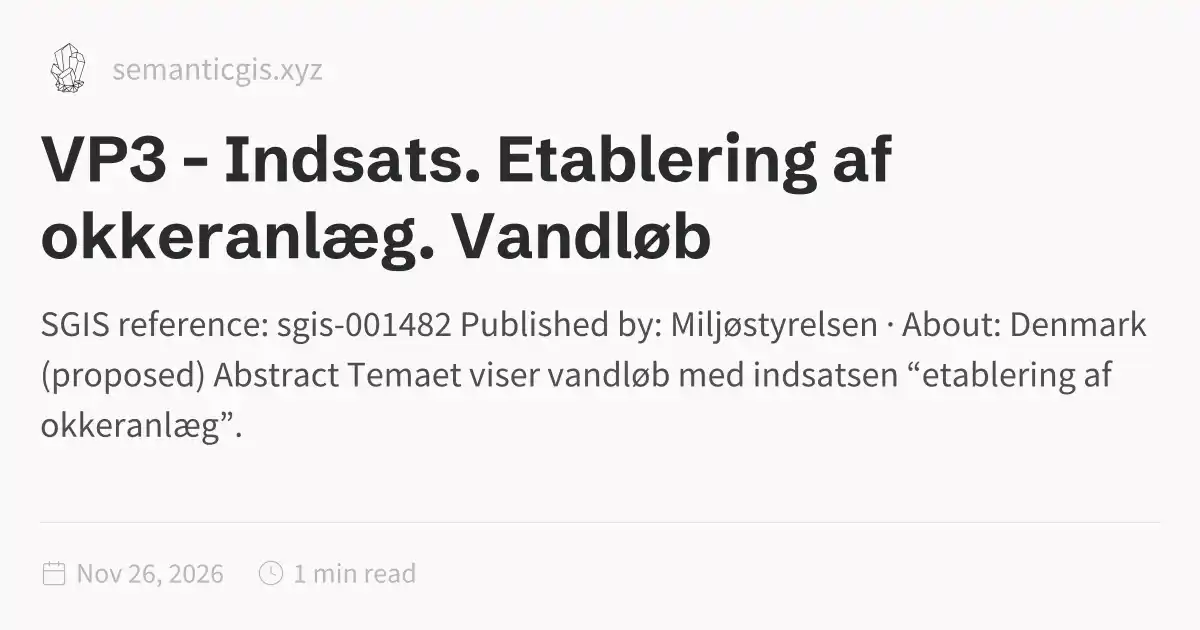 semanticgis.xyz
VP3 - Indsats. Etablering af
okkeranlæg. Vandløb
SGIS reference: sgis-001482 Published by: Miljøstyrelsen · About: Denmark
(proposed) Abstract Temaet viser vandløb med indsatsen “etablering af
okkeranlæg”.
Nov 26, 2026 1 min read